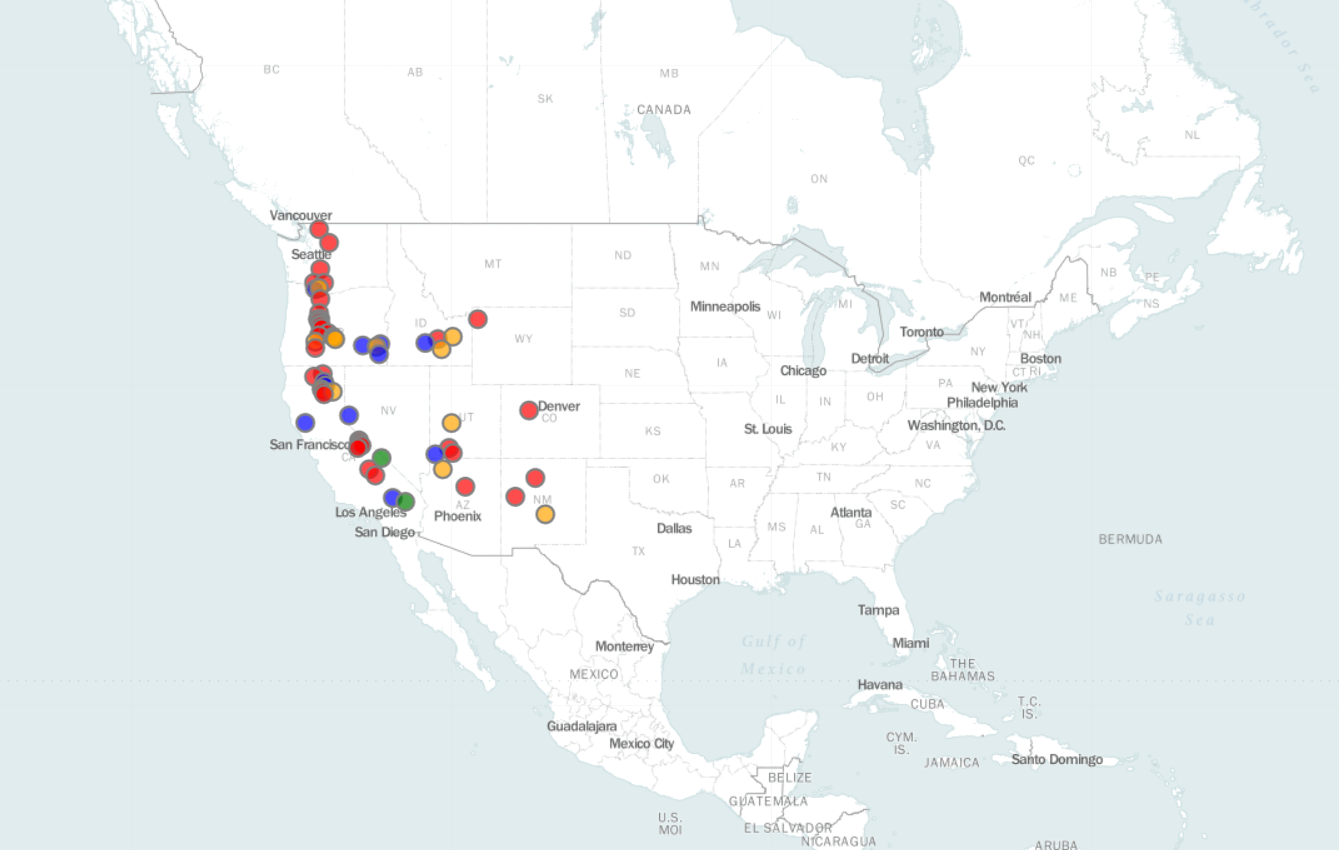 Labrador Sea
BC
AB
MB
SK
CANADA
NL
QC
ON
Vancouver
Seattle
MT
ND
MN
NB
PE
ME
NS
Montréal
Minneapolis
SD
WI
MI
VT
NH
Toronto
ID
WY
IA
Chicago
Detroit
NY
Boston
CT RI
NE
PA
New York
Philadelphia
NV
UT
Denver
CO
IL
IN
OH
Washington, D.C.
KS
St. Louis
KY
VA
San Francisco
CA
OK
AR
TN
NC
AZ
NM
SC
Los Angeles
Phoenix
Atlanta
GA
San Diego
Dallas
MS
AL
LA
TX
BERMUDA
Houston
Saragasso
Sea
Tampa
Gulf of
Mexico
Miami
Monterrey
THE
BAHAMAS
MEXICO
Havana
CUBA
T.C.
IS.
Guadalajara
Mexico City
CYM.
IS.
JAMAICA
Santo Domingo
BELIZE
GUATEMALA
U.S.
MOI
EL SALVADOR
NICARAGUA
ARUBA